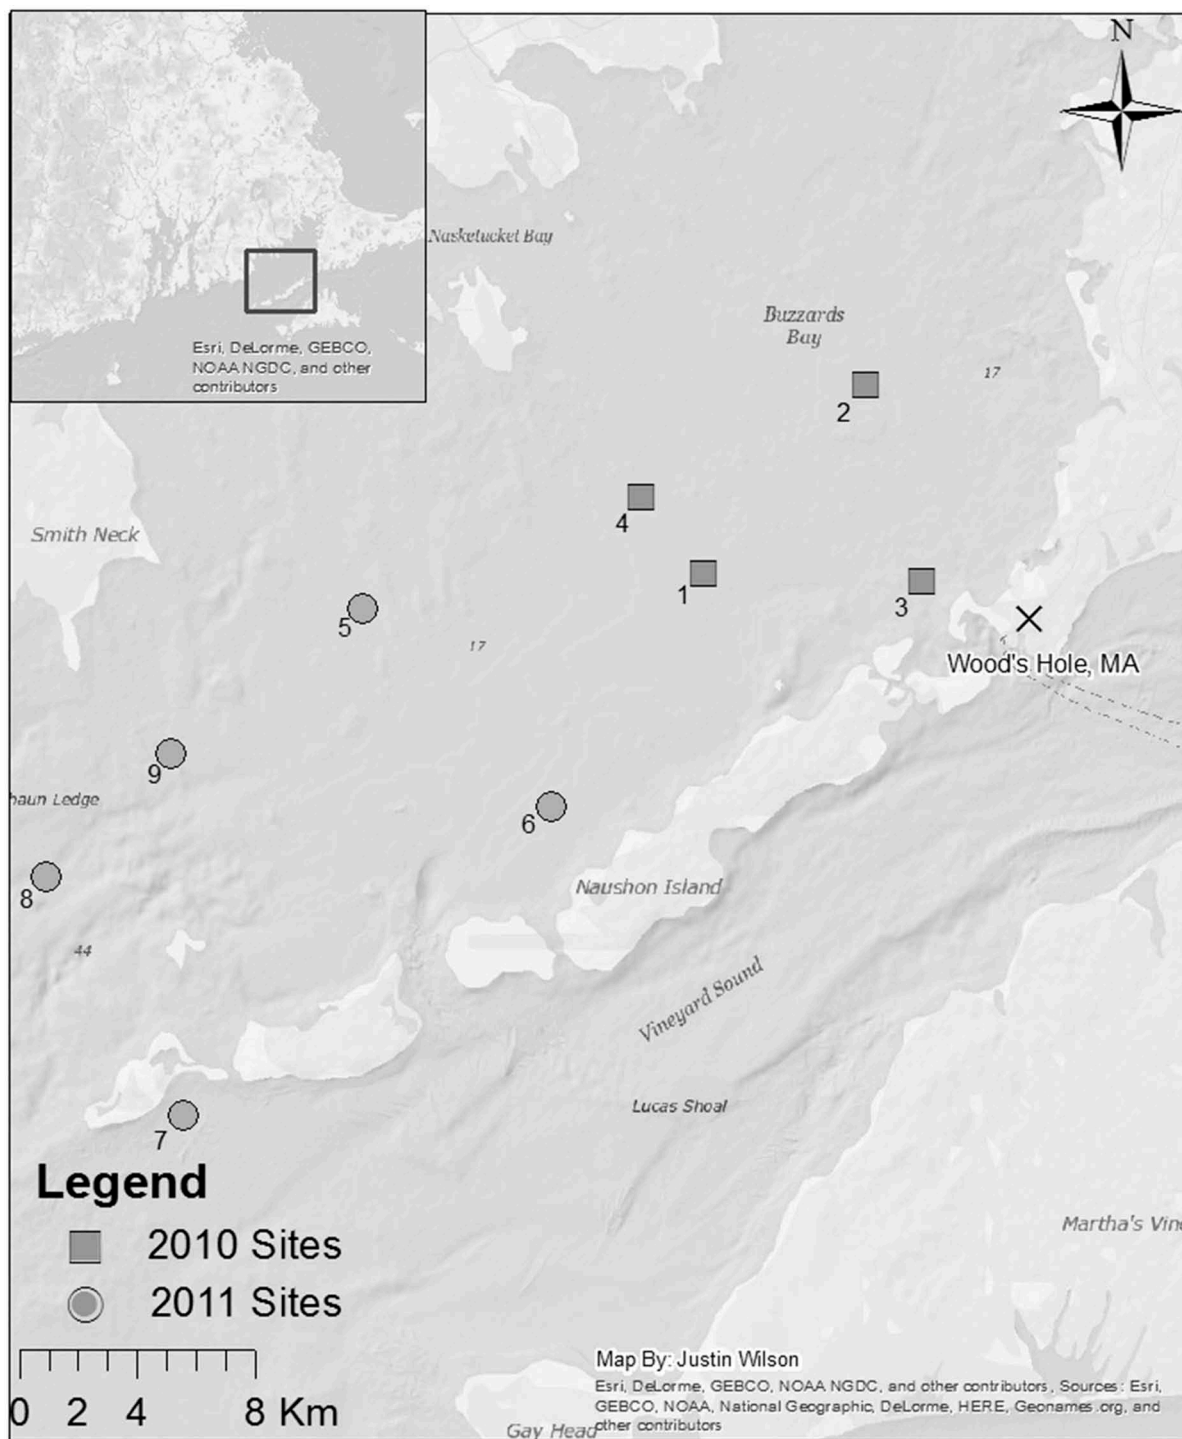 N
Nasketucket Bay
Buzzards
Bay
Esri, DeLorme, GEBCO,
NOAA NGDC, and other
contributors
17
2
4
Smith Neck
1
3
5
17
Wood's Hole, MA
9
haun Ledge
6
8
Naushon Island
44
Vineyard Sound
Lucas Shoal
7
Legend
2010 Sites
2011 Sites
Martha's Vin
0 2 4 8 Km
Map By: Justin Wilson
Esri, DeLorme, GEBCO, NOAA NGDC, and other contributors, Sources: Esri,
GEBCO, NOAA, National Geographic, DeLorme, HERE, Geonames.org, and
other contributors
Gay Head